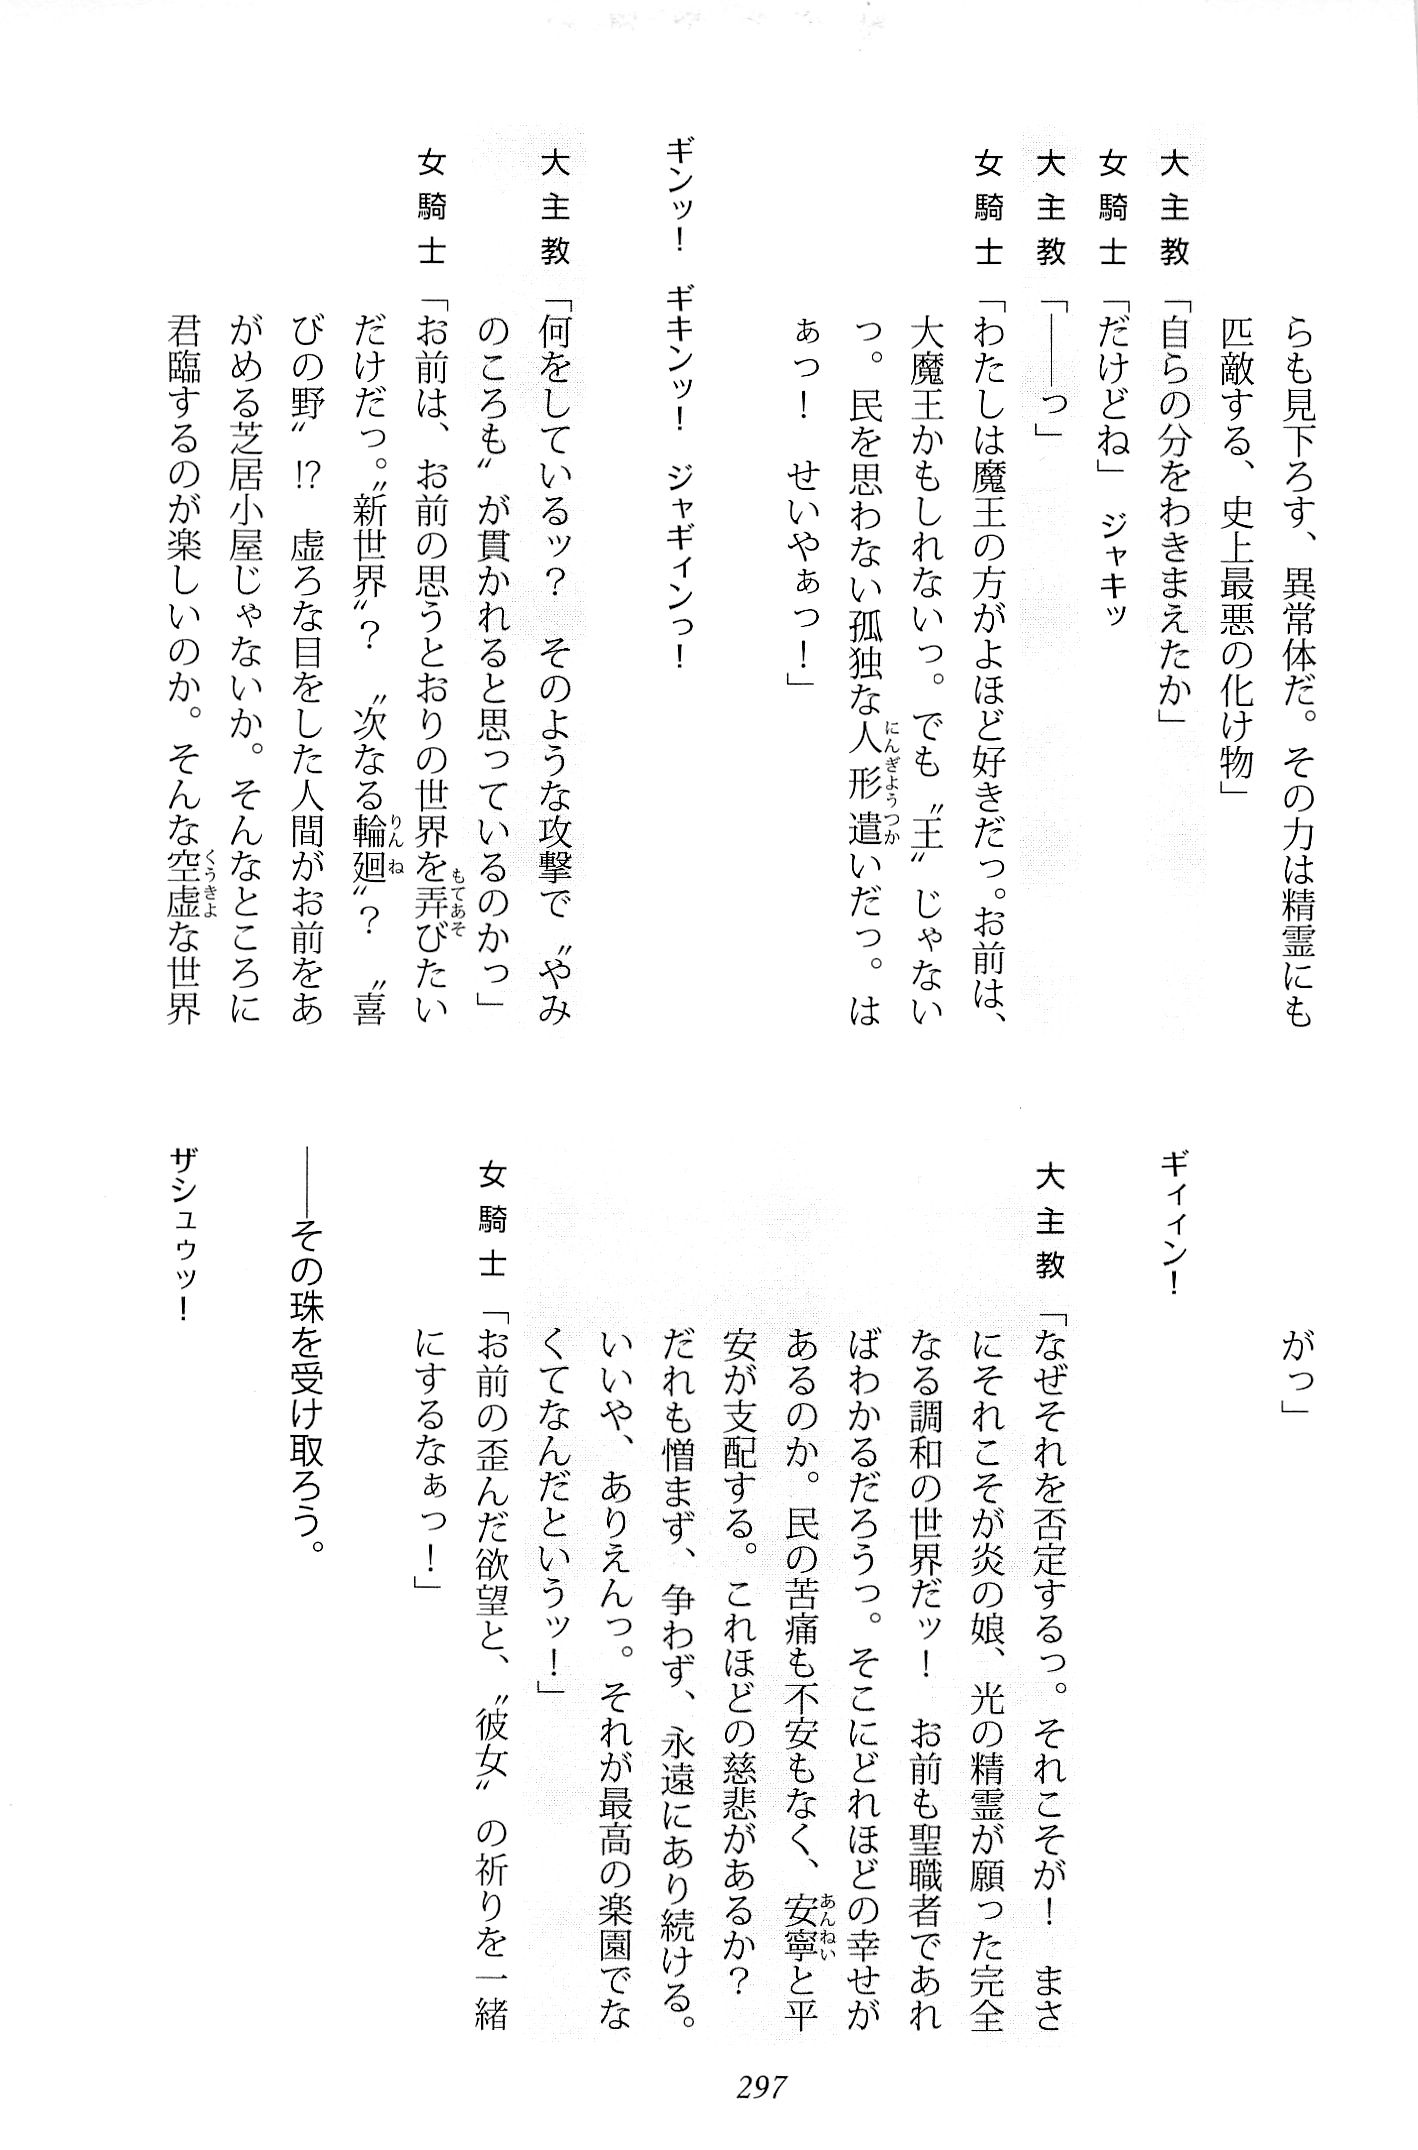 らも見下ろす、異常体だ。その力は精霊にも
匹敵する、史上最悪の化け物」
大主教「自らの分をわきまえたか」
女騎士「だけどね」　ジャキッ
大主教「――っ」
女騎士「わたしは魔王の方がよほど好きだっ。お前は、
大魔王かもしれないっ。でも〝王〟じゃない
っ。民を思わない孤独な人形遣いだっ。は
ぁっ！　せいやぁっ！」
ギンッ！　ギキンッ！　ジャギィンっ！
大主教「何をしているッ？　そのような攻撃で〝やみ
のころも〟が貫かれると思っているのかっ」
女騎士「お前は、お前の思うとおりの世界を弄びたい
だけだっ。〝新世界〟？　〝次なる輪廻〟？　〝喜
びの野〟!?　虚ろな目をした人間がお前をあ
がめる芝居小屋じゃないか。そんなところに
君臨するのが楽しいのか。そんな空虚な世界
がっ」
ギィィン！
大主教「なぜそれを否定するっ。それこそが！　まさ
にそれこそが炎の娘、光の精霊が願った完全
なる調和の世界だッ！　お前も聖職者であれ
ばわかるだろうっ。そこにどれほどの幸せが
あるのか。民の苦痛も不安もなく、安寧と平
安が支配する。これほどの慈悲があるか？
だれも憎まず、争わず、永遠にあり続ける。
いいや、ありえんっ。それが最高の楽園でな
くてなんだというッ！」
女騎士「お前の歪んだ欲望と、〝彼女〟の祈りを一緒
にするなぁっ！」
――その珠を受け取ろう。
ザシュゥッ！
297